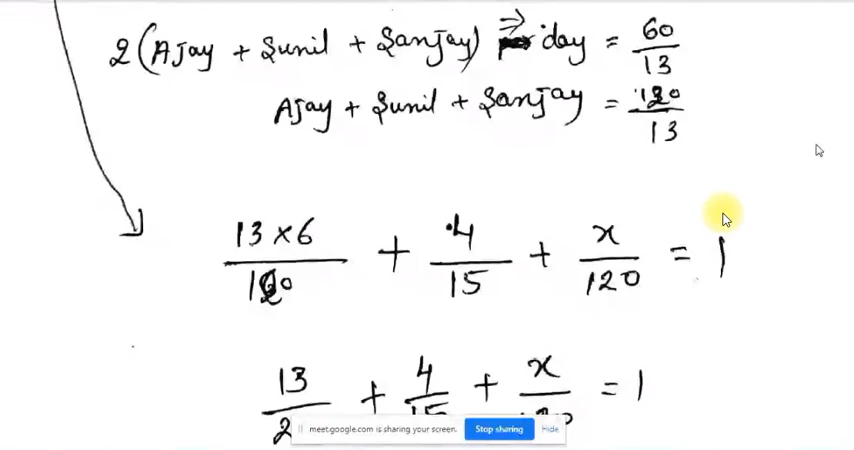 2 (Ajay + Sunil + Sanjay) ⇒ day = 60/13
Ajay + Sunil + Sanjay = 120/13
13 × 6/120 + 4/15 + x/120 = 1
13/2 + 4/15 + x/ = 1
meet.google.com is sharing your screen. Stop sharing Hide